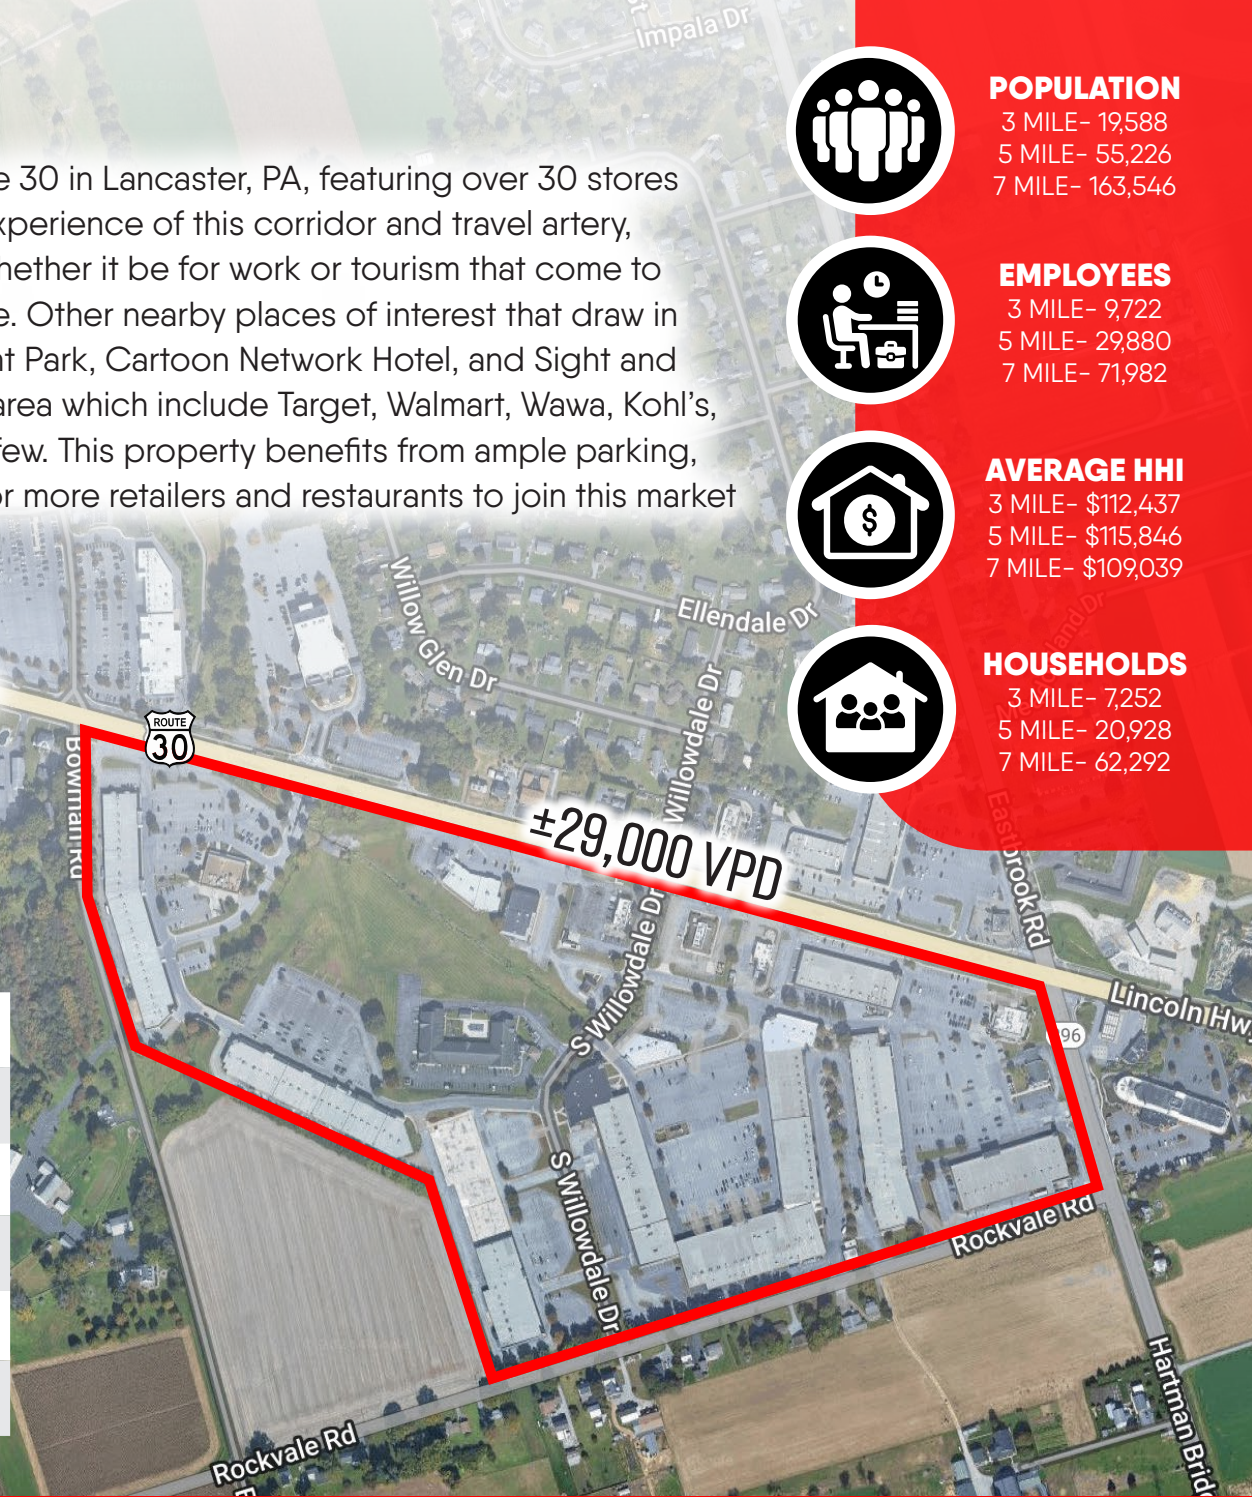 Impala Dr
e 30 in Lancaster, PA, featuring over 30 stores
xperience of this corridor and travel artery,
hether it be for work or tourism that come to
e. Other nearby places of interest that draw in
nt Park, Cartoon Network Hotel, and Sight and
area which include Target, Walmart, Wawa, Kohl's,
few. This property benefits from ample parking,
or more retailers and restaurants to join this market
POPULATION
3 MILE- 19,588
5 MILE- 55,226
7 MILE- 163,546
EMPLOYEES
3 MILE- 9,722
5 MILE- 29,880
7 MILE- 71,982
AVERAGE HHI
3 MILE- $112,437
5 MILE- $115,846
7 MILE- $109,039
HOUSEHOLDS
3 MILE- 7,252
5 MILE- 20,928
7 MILE- 62,292
Willow Glen Dr
Ellendale Dr
Willowdale Dr
ROUTE
30
Bowman Rd
±29,000 VPD
Eastbrook Rd
S Willowdale Dr
Lincoln Hwy
96
S Willowdale Dr
Rockvale Rd
Rockvale Rd
Hartman Bridg